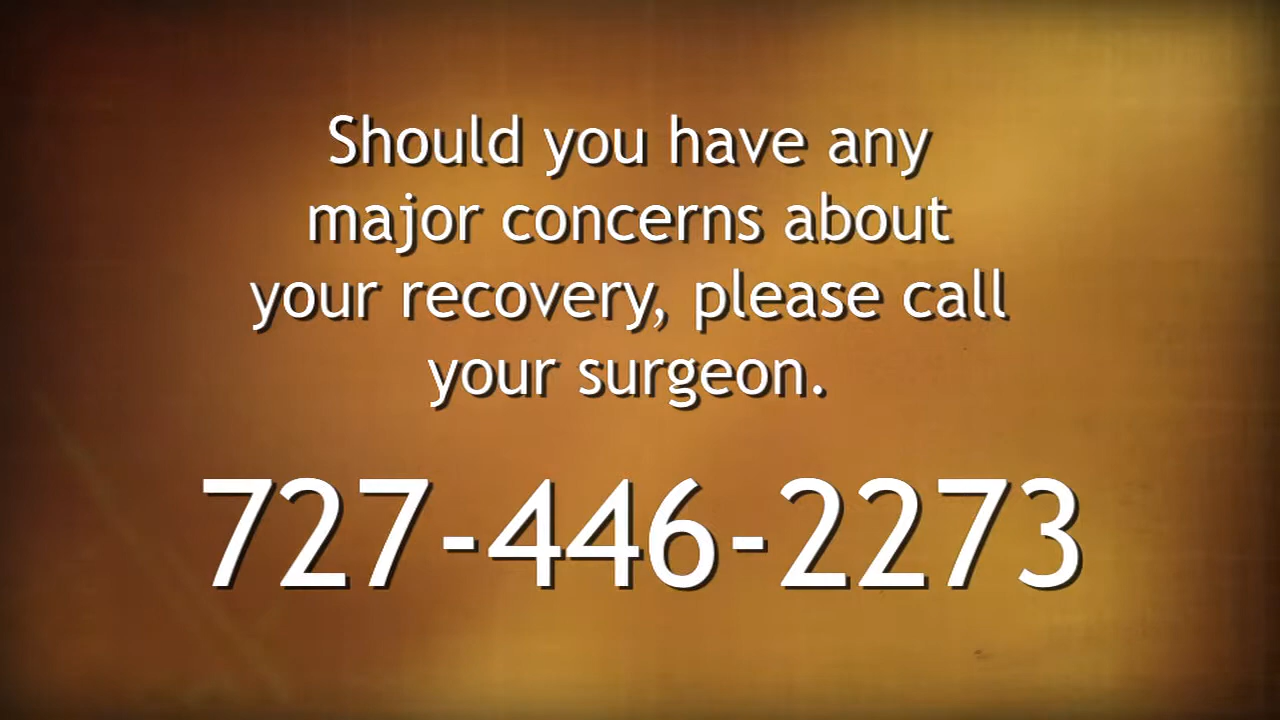 Should you have any
major concerns about
your recovery, please call
your surgeon.
727-446-2273